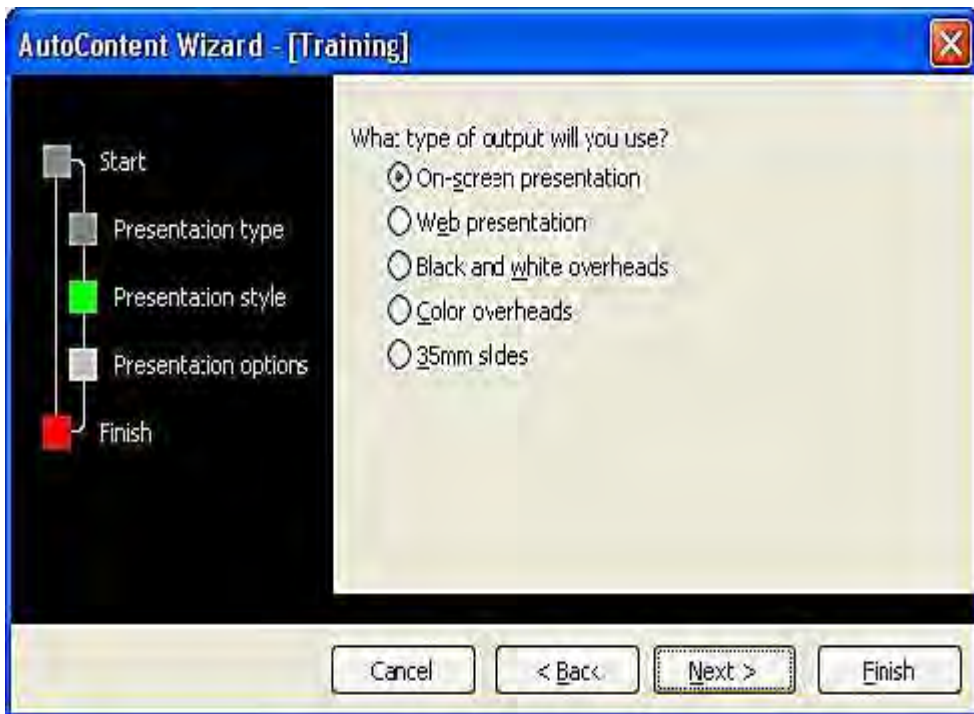 AutoContent Wizard - [Training]
Start
Presentation type
Presentation style
Presentation options
Finish
What type of output will you use?
On-screen presentation
Web presentation
Black and white overheads
Color overheads
35mm slides
Cancel
< Back
Next >
Finish